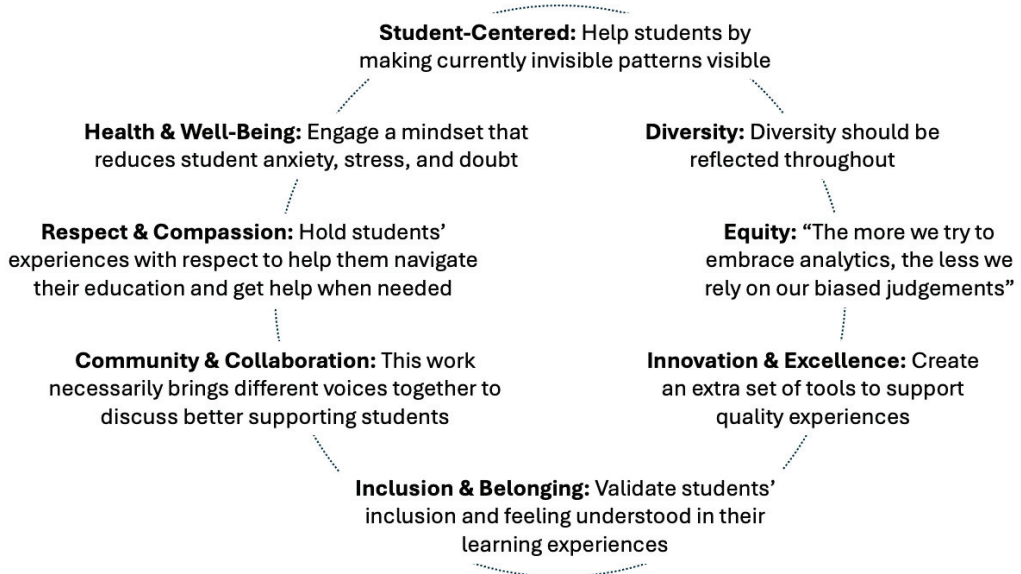 Student-Centered: Help students by
making currently invisible patterns visible
Diversity: Diversity should be
reflected throughout
Equity: “The more we try to
embrace analytics, the less we
rely on our biased judgements”
Innovation & Excellence: Create
an extra set of tools to support
quality experiences
Inclusion & Belonging: Validate students’
inclusion and feeling understood in their
learning experiences
Community & Collaboration: This work
necessarily brings different voices together to
discuss better supporting students
Respect & Compassion: Hold students’
experiences with respect to help them navigate
their education and get help when needed
Health & Well-Being: Engage a mindset that
reduces student anxiety, stress, and doubt